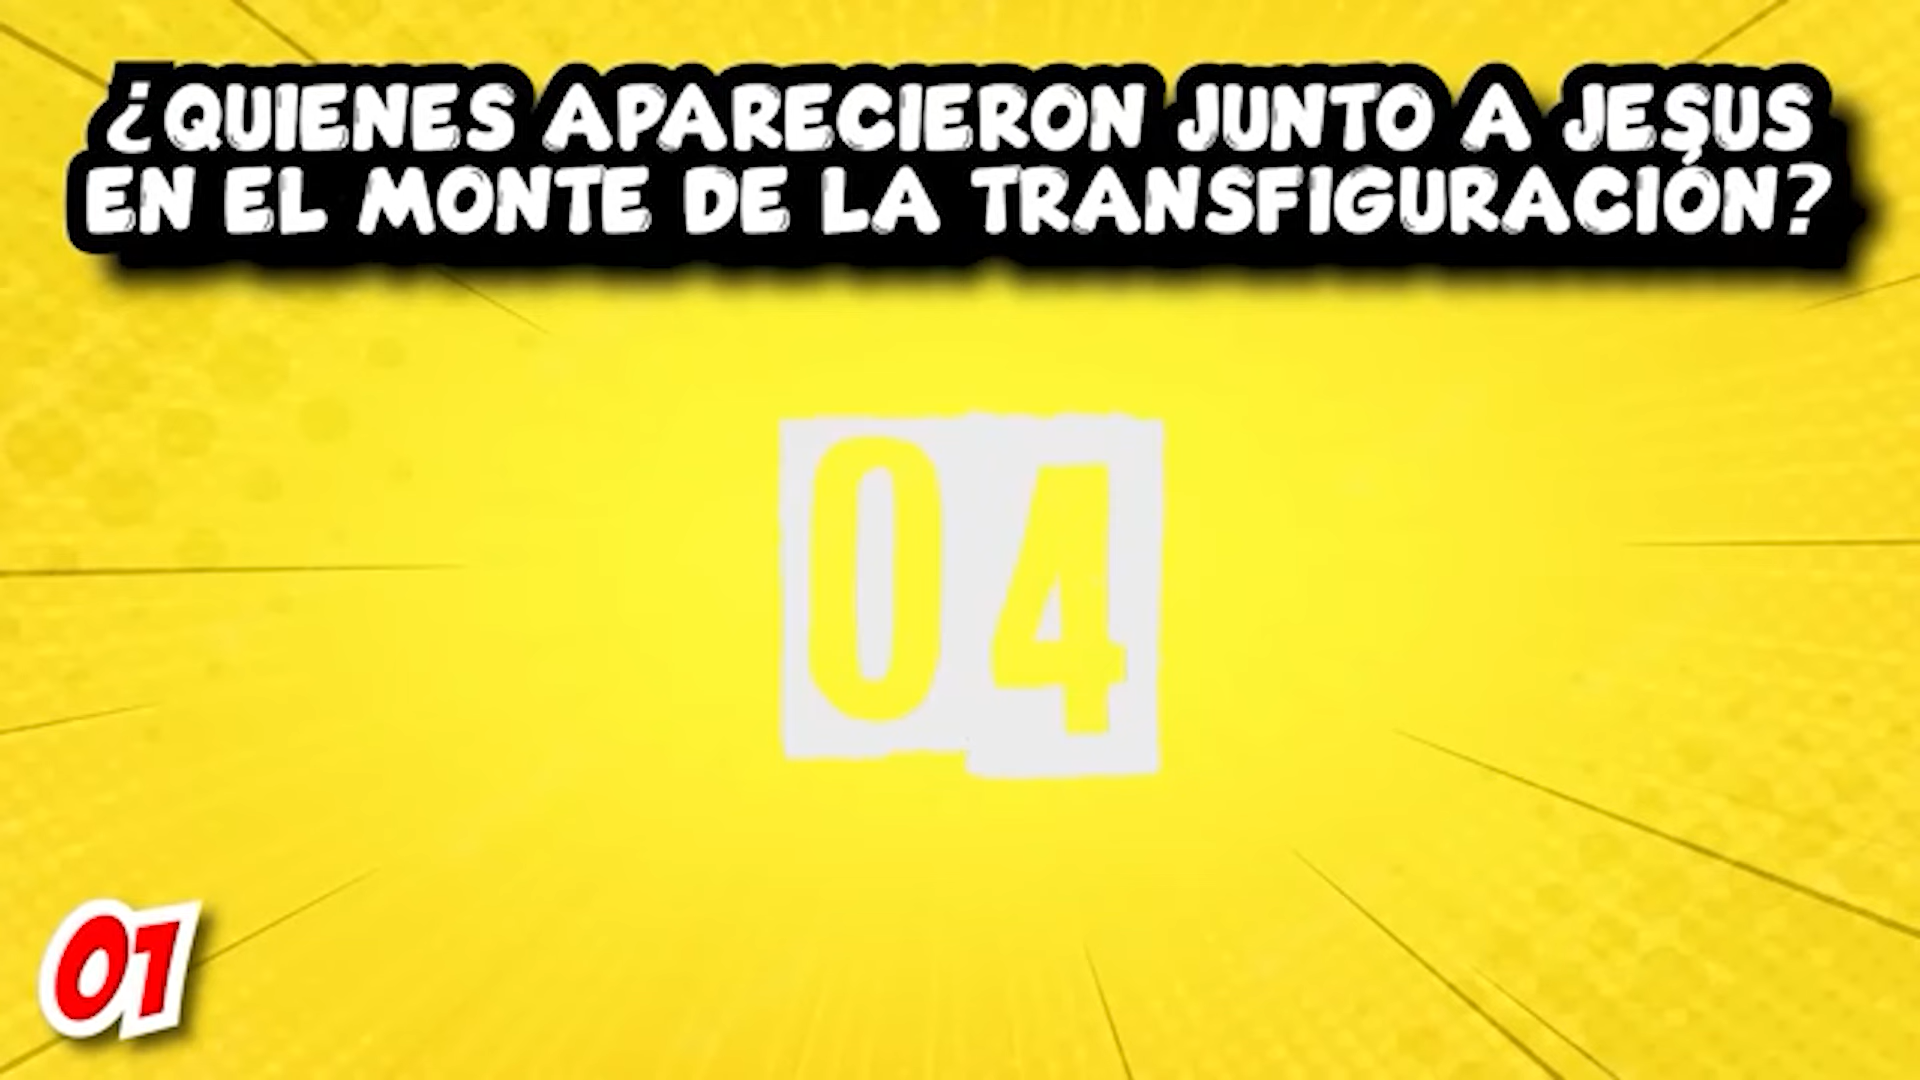 ¿QUIENES APARECIERON JUNTO A JESUS
EN EL MONTE DE LA TRANSFIGURACIÓN?
04
01